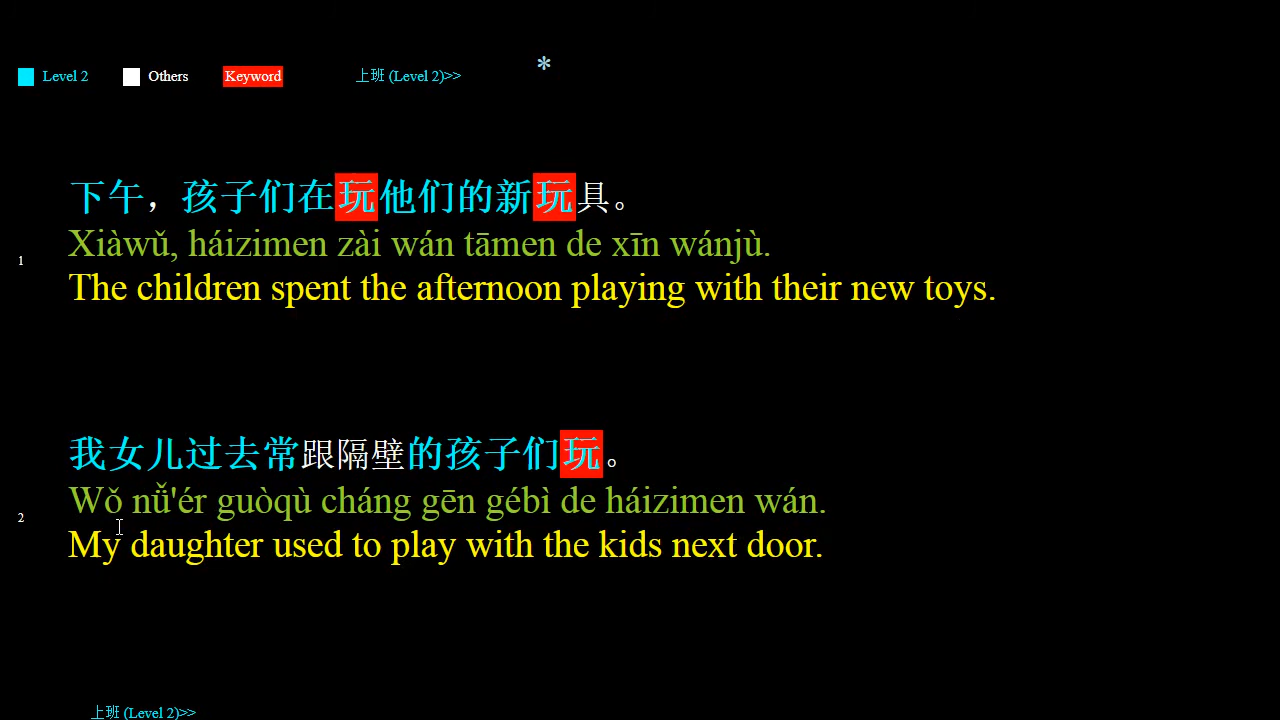 Level 2 Others Keyword 上班 (Level 2)>> *
下午，孩子们在玩他们的新玩具。
Xiàwǔ, háizimen zài wán tāmen de xīn wánjù.
1
The children spent the afternoon playing with their new toys.
我女儿过去常跟隔壁的孩子们玩。
Wǒ nǚ'ér guòqù cháng gēn gébì de háizimen wán.
2
My daughter used to play with the kids next door.
上班 (Level 2)>>